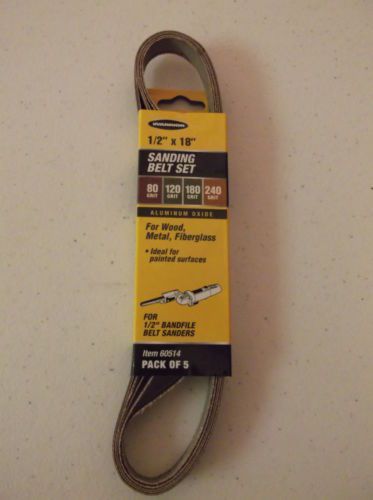 WARRIOR
1/2" x 18"
SANDING
BELT SET
80 GRIT 120 GRIT 180 GRIT 240 GRIT
ALUMINUM OXIDE
For Wood,
Metal, Fiberglass
• Ideal for
painted surfaces
FOR
1/2" BANDFILE
BELT SANDERS
Item 60514
PACK OF 5